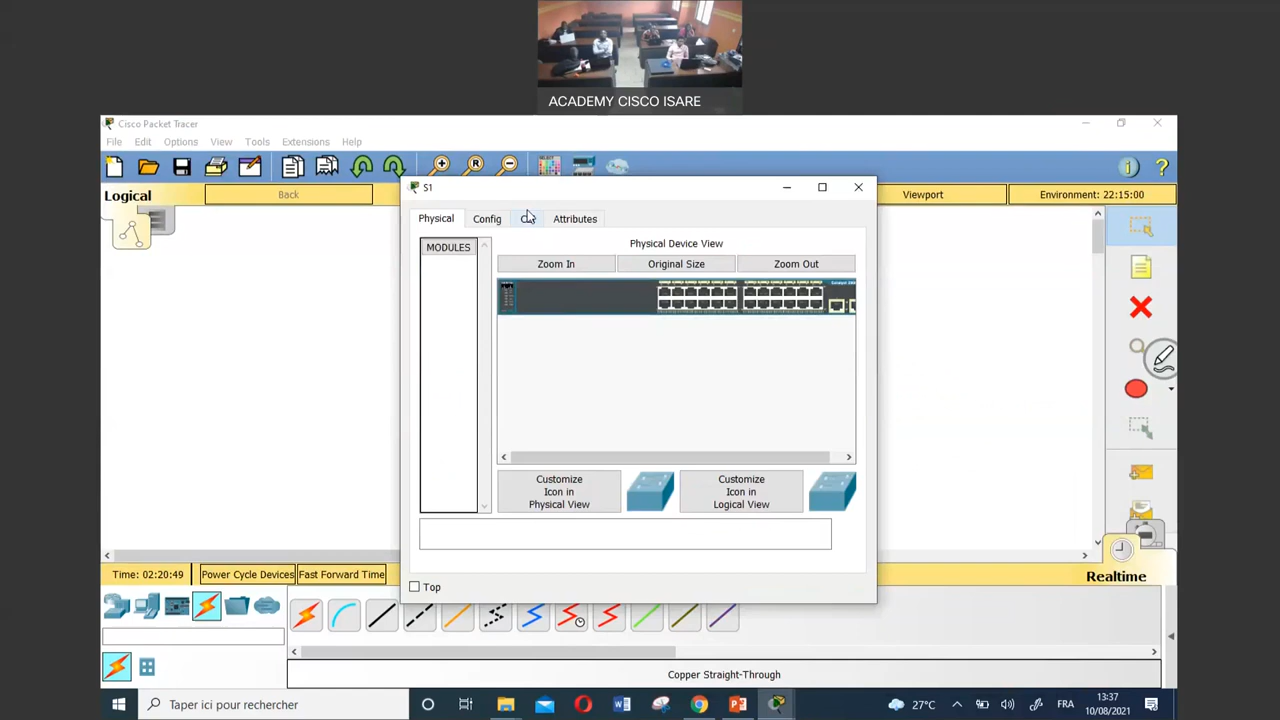 ACADEMY CISCO ISARE
Cisco Packet Tracer
File Edit Options View Tools Extensions Help
Logical
Back
Viewport
Environment: 22:15:00
S1
Physical Config Attributes
MODULES
Physical Device View
Zoom In Original Size Zoom Out
Customize
Icon in
Physical View
Customize
Icon in
Logical View
Top
Time: 02:20:49 Power Cycle Devices Fast Forward Time
Realtime
Copper Straight-Through
Taper ici pour rechercher
27°C
FRA
13:37
10/08/2021